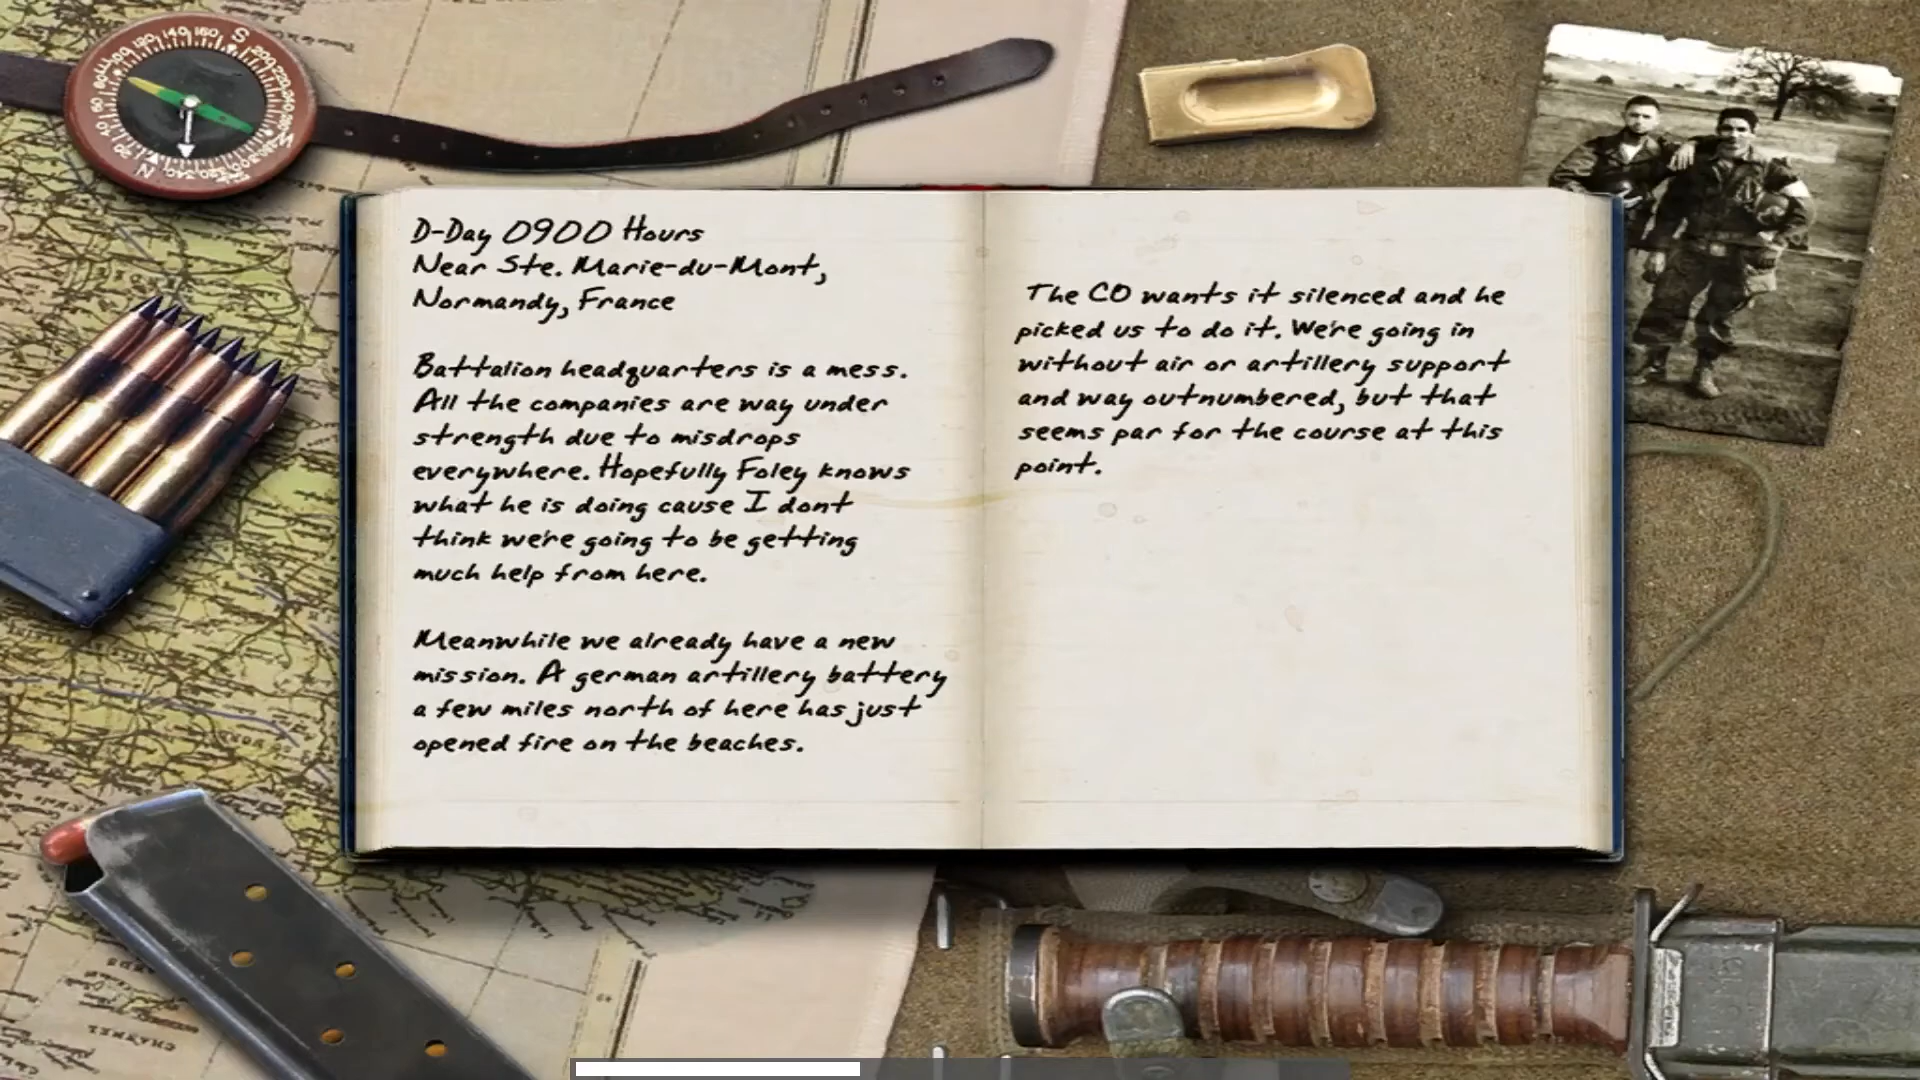 D-Day 0900 Hours
Near Ste. Marie-du-Mont,
Normandy, France
Battalion headquarters is a mess.
All the companies are way under
strength due to misdrops
everywhere. Hopefully Foley knows
what he is doing cause I dont
think we're going to be getting
much help from here.
Meanwhile we already have a new
mission. A german artillery battery
a few miles north of here has just
opened fire on the beaches.
The CO wants it silenced and he
picked us to do it. We're going in
without air or artillery support
and way outnumbered, but that
seems par for the course at this
point.